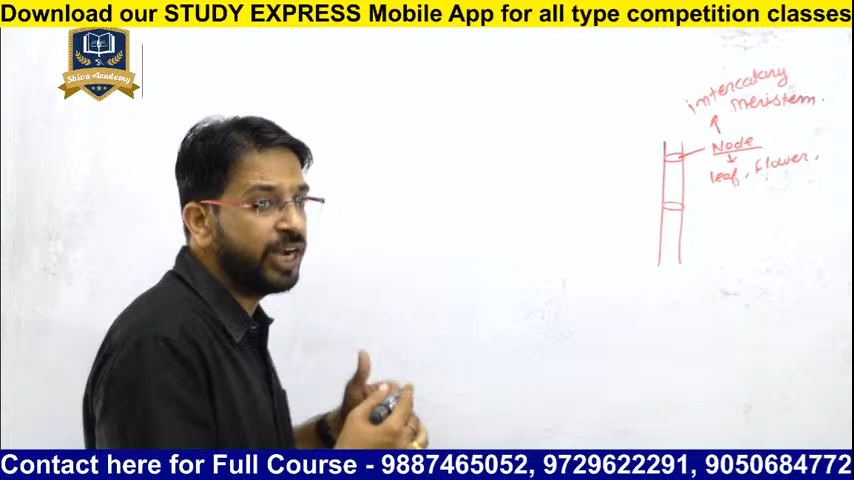 Download our STUDY EXPRESS Mobile App for all type competition classes
Shiva Academy
intercalary
meristem.
Node
leaf, flower,
Contact here for Full Course - 9887465052, 9729622291, 9050684772